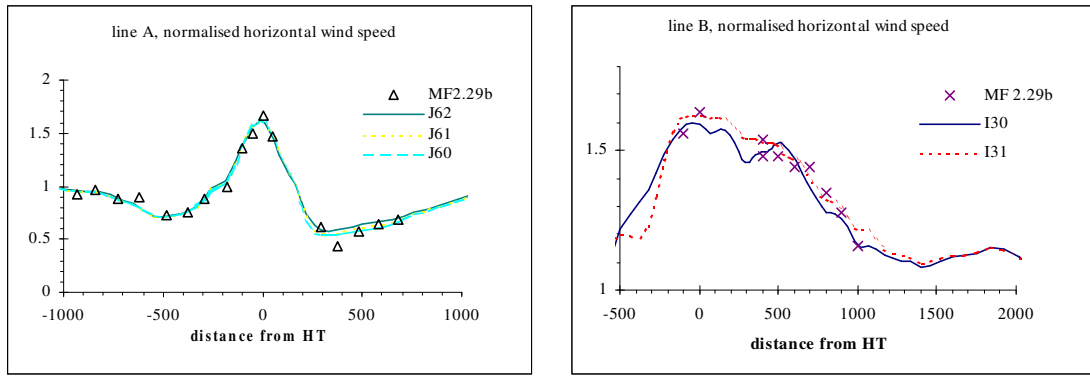 line A, normalised horizontal wind speed
2
1.5
1
0.5
0
-1000 -500 0 500 1000
distance from HT
MF2.29b
J62
J61
J60
line B, normalised horizontal wind speed
1.5
1
-500 0 500 1000 1500 2000
distance from HT
MF 2.29b
I30
I31